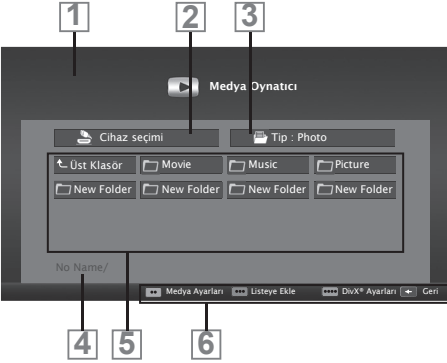 1 2 3
Medya Oynatıcı
Cihaz seçimi Tip : Photo
Üst Klasör Movie Music Picture
New Folder New Folder New Folder New Folder
No Name/
Medya Ayarları Listeye Ekle DivX® Ayarları Geri
4 5 6